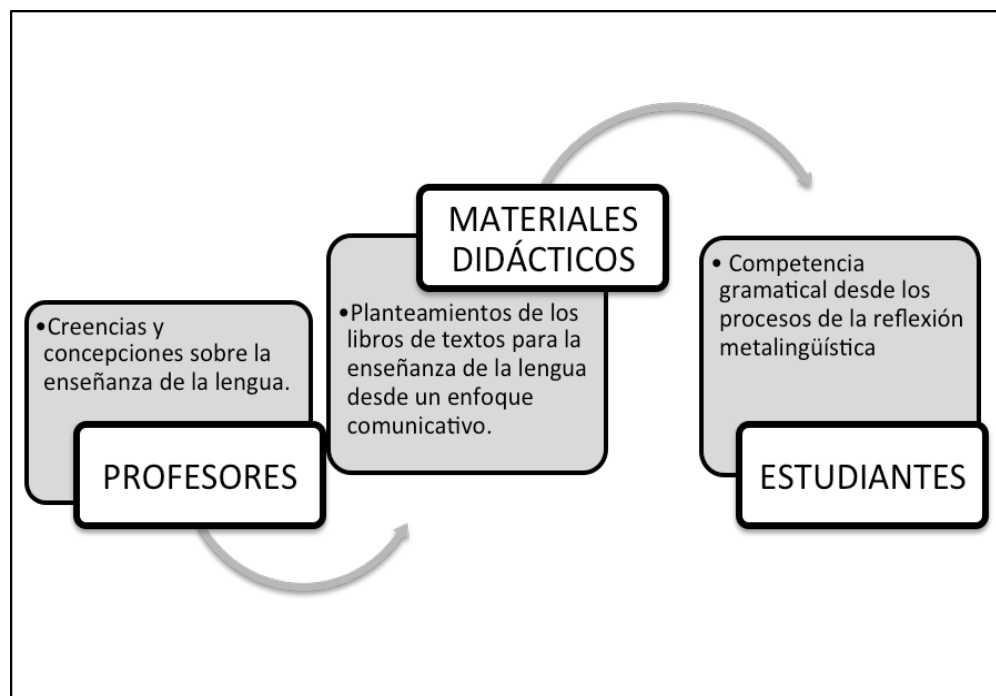 •Creencias y
concepciones sobre la
enseñanza de la lengua.
PROFESORES
MATERIALES
DIDÁCTICOS
•Planteamientos de los
libros de textos para la
enseñanza de la lengua
desde un enfoque
comunicativo.
• Competencia
gramatical desde los
procesos de la reflexión
metalingüística
ESTUDIANTES